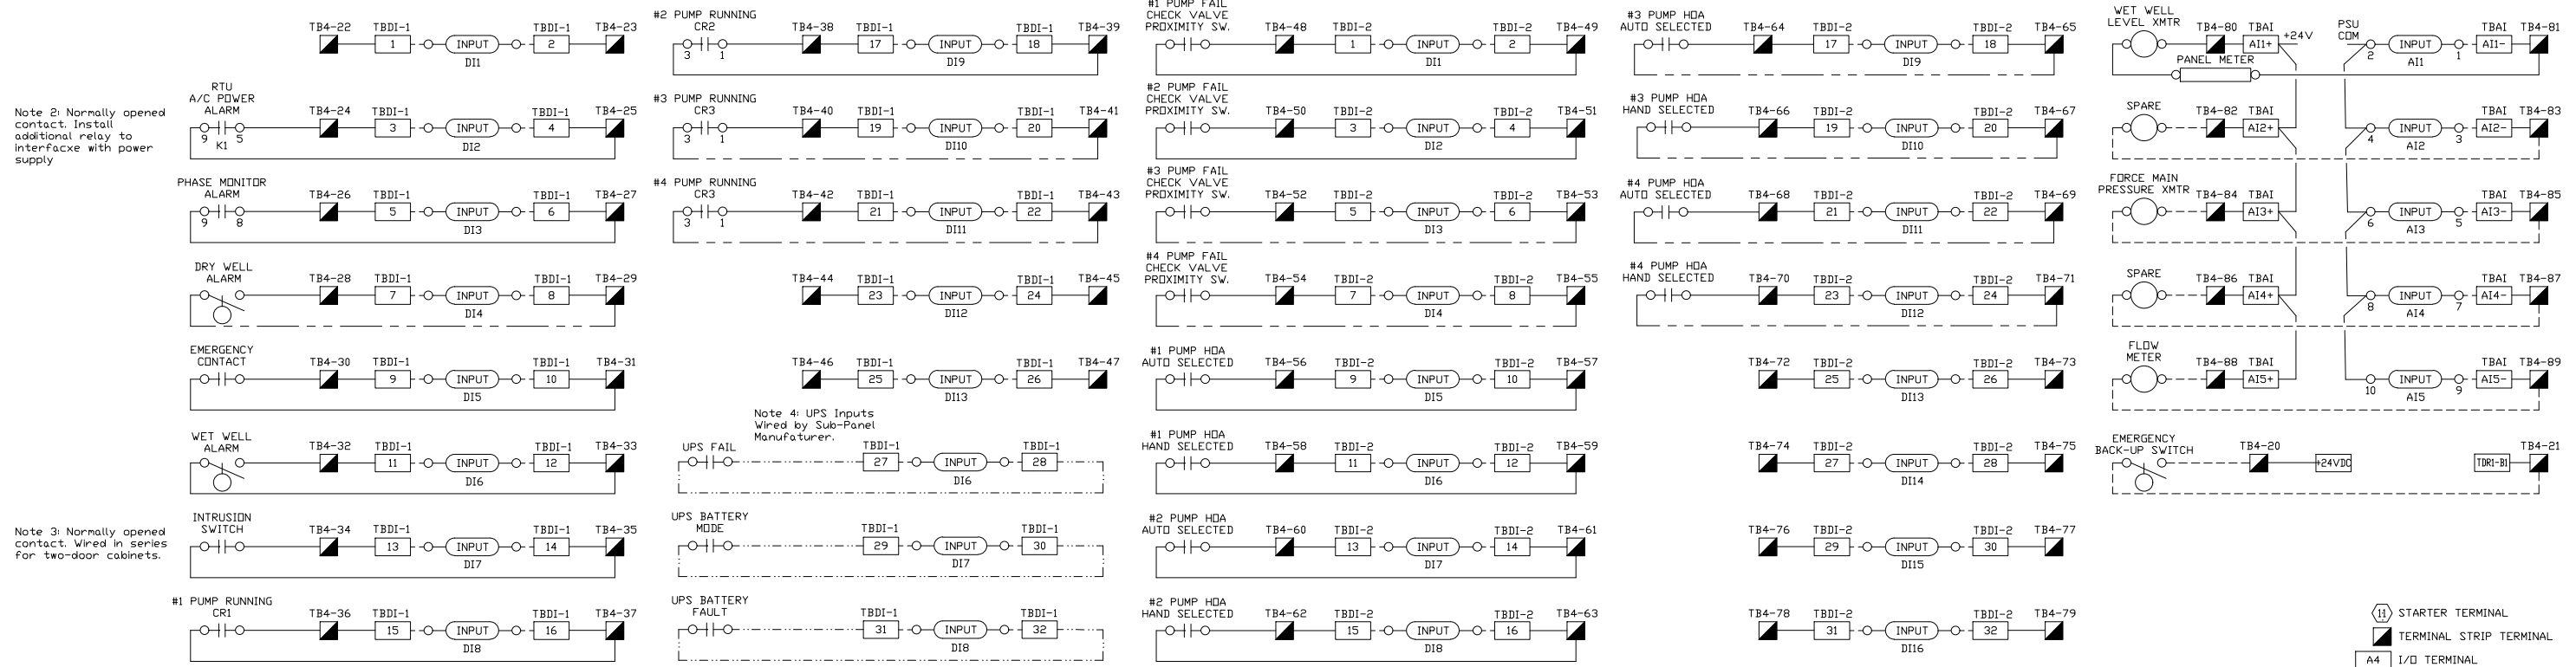 Note 2: Normally opened
contact. Install
additional relay to
interfacxe with power
supply
Note 3: Normally opened
contact. Wired in series
for two-door cabinets.
TB4-22 TBDI-1 TBDI-1 TB4-23
1 INPUT 2
DI1
RTU
A/C POWER
ALARM
TB4-24 TBDI-1 TBDI-1 TB4-25
9 5 3 INPUT 4
K1 DI2
PHASE MONITOR
ALARM
TB4-26 TBDI-1 TBDI-1 TB4-27
9 8 5 INPUT 6
DI3
DRY WELL
ALARM
TB4-28 TBDI-1 TBDI-1 TB4-29
7 INPUT 8
DI4
EMERGENCY
CONTACT
TB4-30 TBDI-1 TBDI-1 TB4-31
9 INPUT 10
DI5
WET WELL
ALARM
TB4-32 TBDI-1 TBDI-1 TB4-33
11 INPUT 12
DI6
INTRUSION
SWITCH
TB4-34 TBDI-1 TBDI-1 TB4-35
13 INPUT 14
DI7
#1 PUMP RUNNING
CR1
TB4-36 TBDI-1 TBDI-1 TB4-37
15 INPUT 16
DI8
#2 PUMP RUNNING
CR2
TB4-38 TBDI-1 TBDI-1 TB4-39
3 1 17 INPUT 18
DI9
#3 PUMP RUNNING
CR3
TB4-40 TBDI-1 TBDI-1 TB4-41
3 1 19 INPUT 20
DI10
#4 PUMP RUNNING
CR3
TB4-42 TBDI-1 TBDI-1 TB4-43
3 1 21 INPUT 22
DI11
TB4-44 TBDI-1 TBDI-1 TB4-45
23 INPUT 24
DI12
TB4-46 TBDI-1 TBDI-1 TB4-47
25 INPUT 26
DI13
Note 4: UPS Inputs
Wired by Sub-Panel
Manufaturer.
UPS FAIL
TBDI-1 TBDI-1
27 INPUT 28
DI6
UPS BATTERY
MODE
TBDI-1 TBDI-1
29 INPUT 30
DI7
UPS BATTERY
FAULT
TBDI-1 TBDI-1
31 INPUT 32
DI8
#1 PUMP FAIL
CHECK VALVE
PROXIMITY SW.
TB4-48 TBDI-2 TBDI-2 TB4-49
1 INPUT 2
DI1
#2 PUMP FAIL
CHECK VALVE
PROXIMITY SW.
TB4-50 TBDI-2 TBDI-2 TB4-51
3 INPUT 4
DI2
#3 PUMP FAIL
CHECK VALVE
PROXIMITY SW.
TB4-52 TBDI-2 TBDI-2 TB4-53
5 INPUT 6
DI3
#4 PUMP FAIL
CHECK VALVE
PROXIMITY SW.
TB4-54 TBDI-2 TBDI-2 TB4-55
7 INPUT 8
DI4
#1 PUMP HOA
AUTO SELECTED
TB4-56 TBDI-2 TBDI-2 TB4-57
9 INPUT 10
DI5
#1 PUMP HOA
HAND SELECTED
TB4-58 TBDI-2 TBDI-2 TB4-59
11 INPUT 12
DI6
#2 PUMP HOA
AUTO SELECTED
TB4-60 TBDI-2 TBDI-2 TB4-61
13 INPUT 14
DI7
#2 PUMP HOA
HAND SELECTED
TB4-62 TBDI-2 TBDI-2 TB4-63
15 INPUT 16
DI8
#3 PUMP HOA
AUTO SELECTED
TB4-64 TBDI-2 TBDI-2 TB4-65
17 INPUT 18
DI9
#3 PUMP HOA
HAND SELECTED
TB4-66 TBDI-2 TBDI-2 TB4-67
19 INPUT 20
DI10
#4 PUMP HOA
AUTO SELECTED
TB4-68 TBDI-2 TBDI-2 TB4-69
21 INPUT 22
DI11
#4 PUMP HOA
HAND SELECTED
TB4-70 TBDI-2 TBDI-2 TB4-71
23 INPUT 24
DI12
TB4-72 TBDI-2 TBDI-2 TB4-73
25 INPUT 26
DI13
TB4-74 TBDI-2 TBDI-2 TB4-75
27 INPUT 28
DI14
TB4-76 TBDI-2 TBDI-2 TB4-77
29 INPUT 30
DI15
TB4-78 TBDI-2 TBDI-2 TB4-79
31 INPUT 32
DI16
WET WELL
LEVEL XMTR
TB4-80 TBAI +24V PSU COM TBAI TB4-81
AI1+ 2 INPUT 1 AI1-
PANEL METER AI1
SPARE
TB4-82 TBAI TBAI TB4-83
AI2+ 4 INPUT 3 AI2-
AI2
FORCE MAIN
PRESSURE XMTR
TB4-84 TBAI TBAI TB4-85
AI3+ 6 INPUT 5 AI3-
AI3
SPARE
TB4-86 TBAI TBAI TB4-87
AI4+ 8 INPUT 7 AI4-
AI4
FLOW
METER
TB4-88 TBAI TBAI TB4-89
AI5+ 10 INPUT 9 AI5-
AI5
EMERGENCY
BACK-UP SWITCH
TB4-20 TB4-21
+24VDC TDR1-B1
11 STARTER TERMINAL
TERMINAL STRIP TERMINAL
A4 I/O TERMINAL